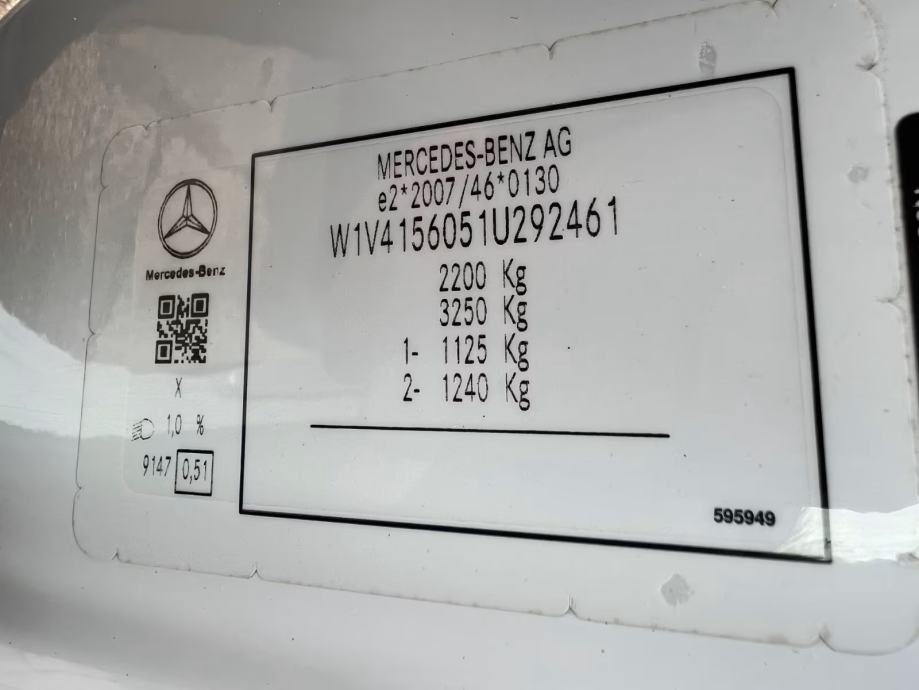 Mercedes-Benz
X
1,0 %
9147 0,51
MERCEDES-BENZ AG
e2*2007/46*0130
W1V4156051U292461
2200 Kg
3250 Kg
1- 1125 Kg
2- 1240 Kg
595949